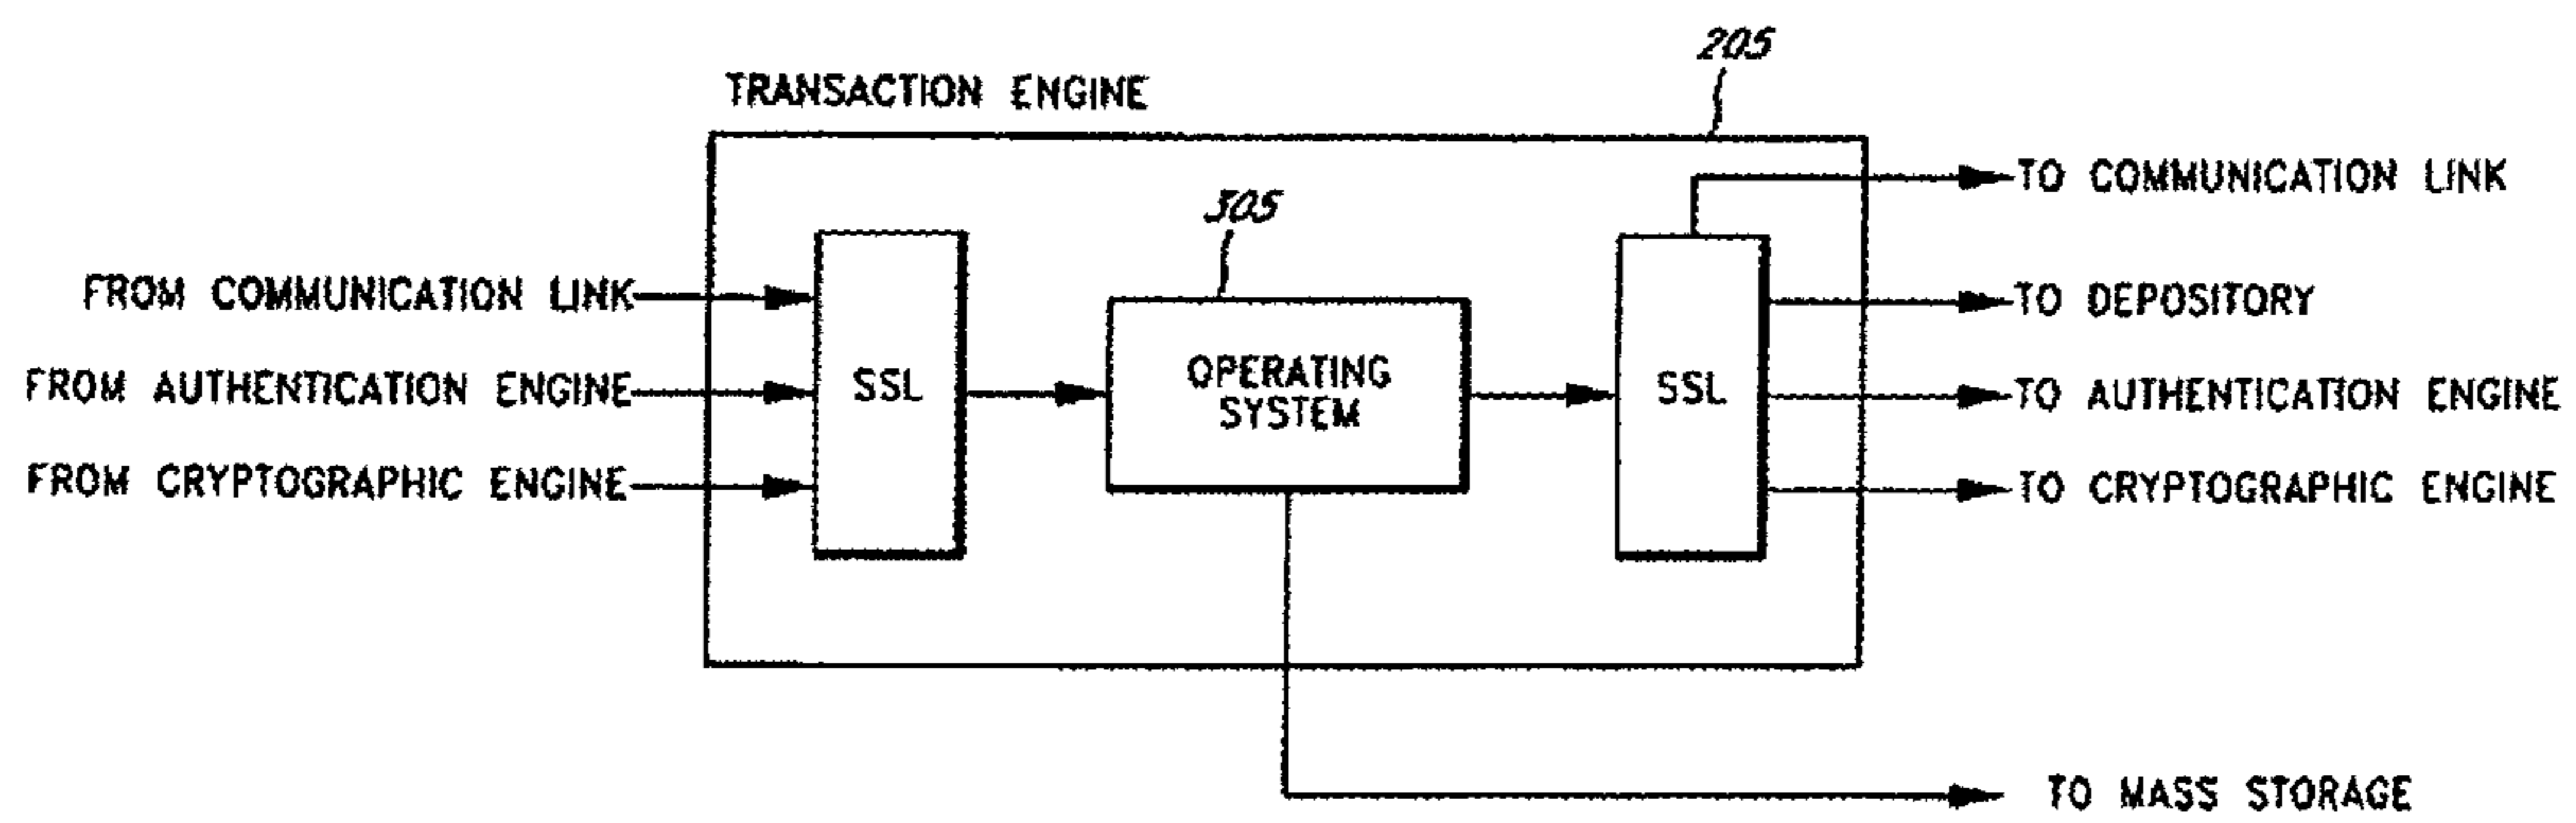 205
TRANSACTION ENGINE
TO COMMUNICATION LINK
305
FROM COMMUNICATION LINK
TO DEPOSITORY
FROM AUTHENTICATION ENGINE
SSL
OPERATING
SYSTEM
SSL
TO AUTHENTICATION ENGINE
FROM CRYPTOGRAPHIC ENGINE
TO CRYPTOGRAPHIC ENGINE
TO MASS STORAGE